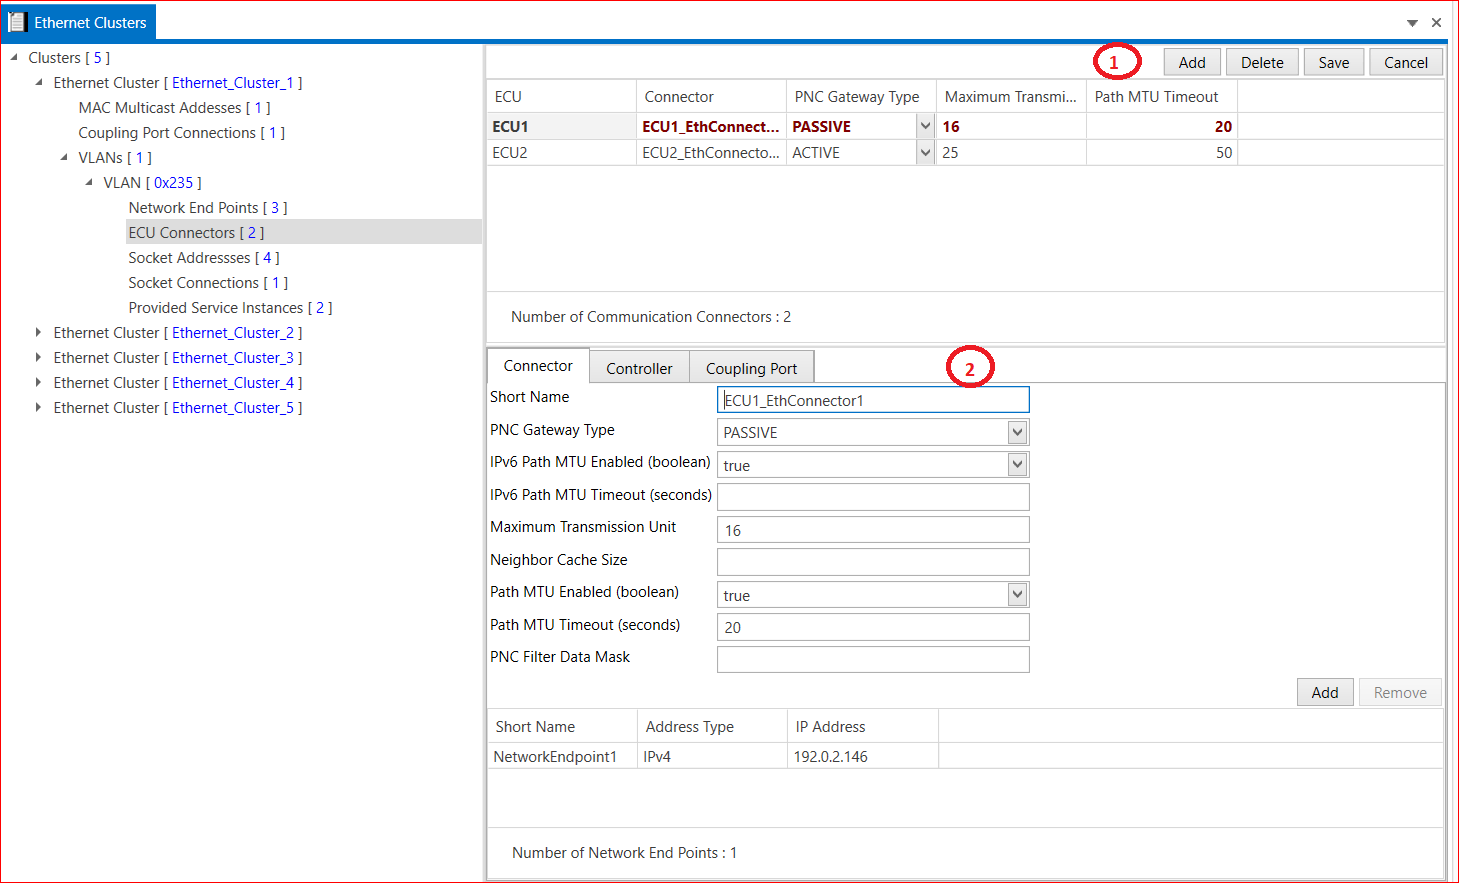 Ethernet Clusters
Clusters [ 5 ]
Ethernet Cluster [ Ethernet_Cluster_1 ]
MAC Multicast Addesses [ 1 ]
Coupling Port Connections [ 1 ]
VLANs [ 1 ]
VLAN [ 0x235 ]
Network End Points [ 3 ]
ECU Connectors [ 2 ]
Socket Addressses [ 4 ]
Socket Connections [ 1 ]
Provided Service Instances [ 2 ]
Ethernet Cluster [ Ethernet_Cluster_2 ]
Ethernet Cluster [ Ethernet_Cluster_3 ]
Ethernet Cluster [ Ethernet_Cluster_4 ]
Ethernet Cluster [ Ethernet_Cluster_5 ]
1 Add Delete Save Cancel
ECU Connector PNC Gateway Type Maximum Transmi... Path MTU Timeout
ECU1 ECU1_EthConnect... PASSIVE 16 20
ECU2 ECU2_EthConnecto... ACTIVE 25 50
Number of Communication Connectors : 2
Connector Controller Coupling Port 2
Short Name ECU1_EthConnector1
PNC Gateway Type PASSIVE
IPv6 Path MTU Enabled (boolean) true
IPv6 Path MTU Timeout (seconds)
Maximum Transmission Unit 16
Neighbor Cache Size
Path MTU Enabled (boolean) true
Path MTU Timeout (seconds) 20
PNC Filter Data Mask
Add Remove
Short Name Address Type IP Address
NetworkEndpoint1 IPv4 192.0.2.146
Number of Network End Points : 1